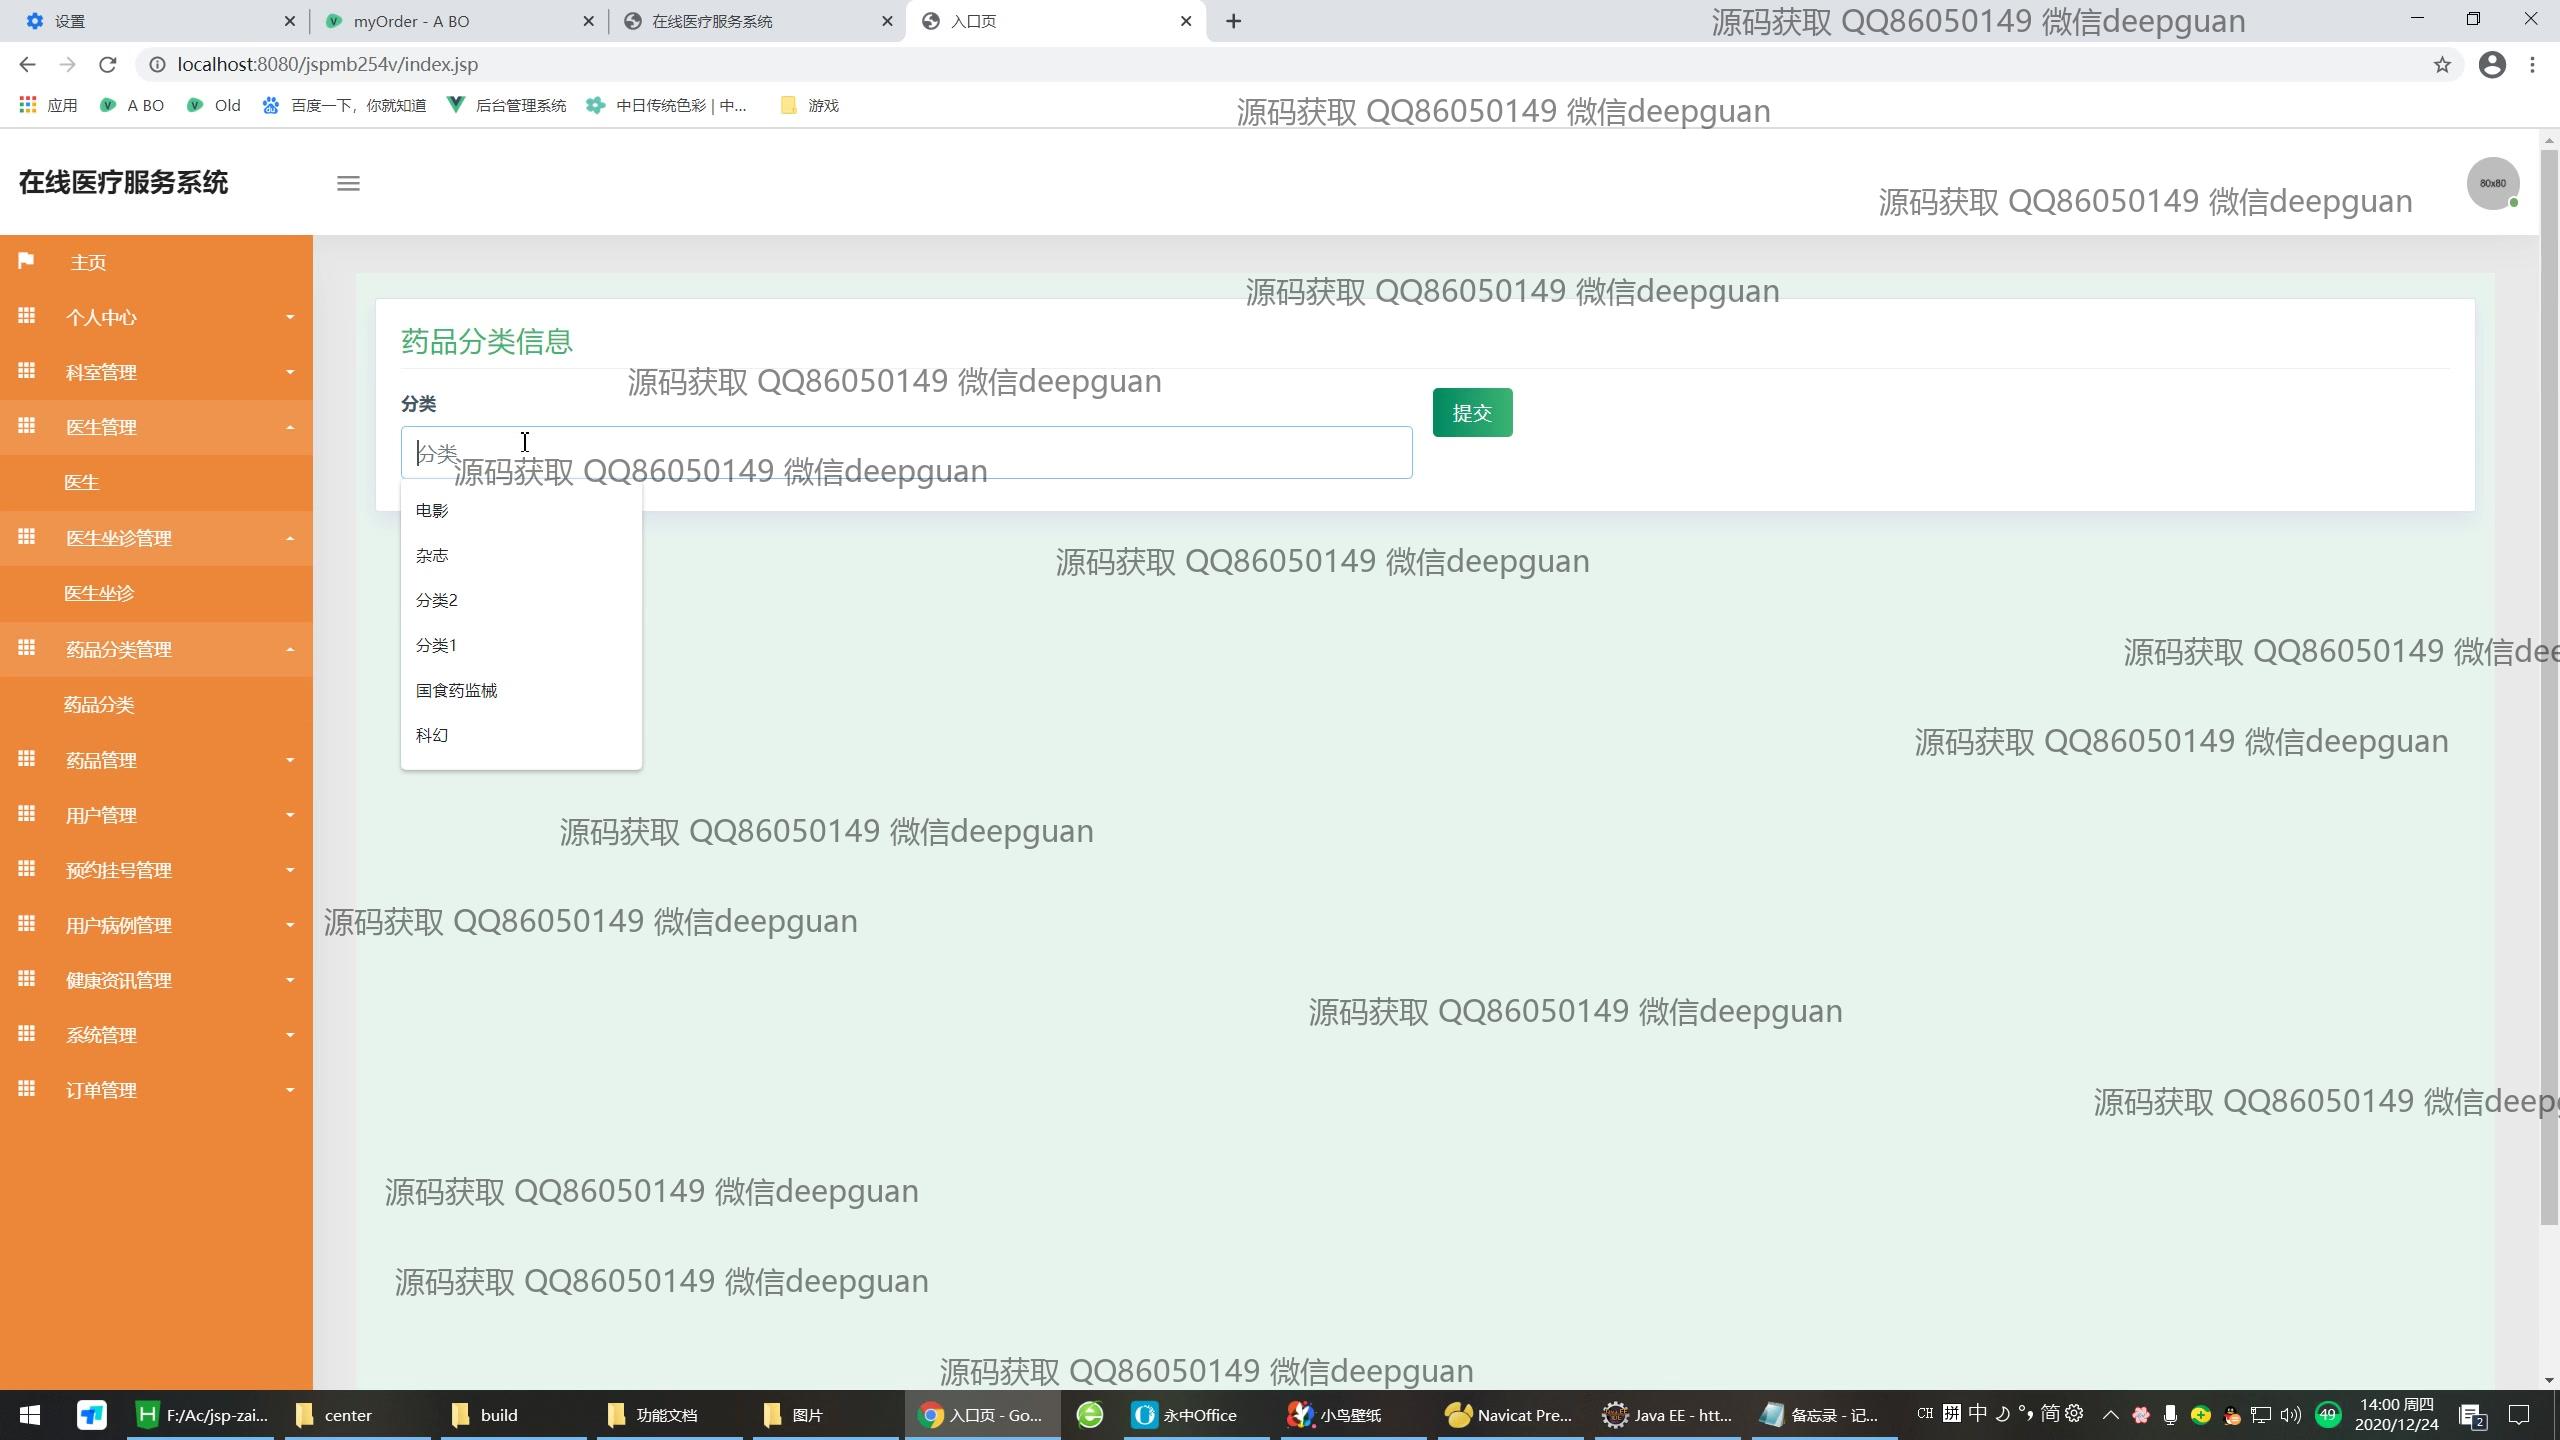 设置
myOrder - A BO
在线医疗服务系统
入口页
源码获取 QQ86050149 微信deepguan
localhost:8080/jspmb254v/index.jsp
应用
A BO
Old
百度一下，你就知道
后台管理系统
中日传统色彩 | 中...
游戏
源码获取 QQ86050149 微信deepguan
在线医疗服务系统
80x80
源码获取 QQ86050149 微信deepguan
主页
个人中心
科室管理
医生管理
医生
医生坐诊管理
医生坐诊
药品分类管理
药品分类
药品管理
用户管理
预约挂号管理
用户病例管理
健康资讯管理
系统管理
订单管理
源码获取 QQ86050149 微信deepguan
药品分类信息
源码获取 QQ86050149 微信deepguan
分类
提交
分类
源码获取 QQ86050149 微信deepguan
电影
杂志
分类2
分类1
国食药监械
科幻
源码获取 QQ86050149 微信deepguan
源码获取 QQ86050149 微信dee
源码获取 QQ86050149 微信deepguan
源码获取 QQ86050149 微信deepguan
源码获取 QQ86050149 微信deepguan
源码获取 QQ86050149 微信deepguan
源码获取 QQ86050149 微信deep
源码获取 QQ86050149 微信deepguan
源码获取 QQ86050149 微信deepguan
源码获取 QQ86050149 微信deepguan
F:/Ac/jsp-zai...
center
build
功能文档
图片
入口页 - Go...
永中Office
小鸟壁纸
Navicat Pre...
Java EE - htt...
备忘录 - 记...
CH 拼 中 简
49
14:00 周四
2020/12/24
2